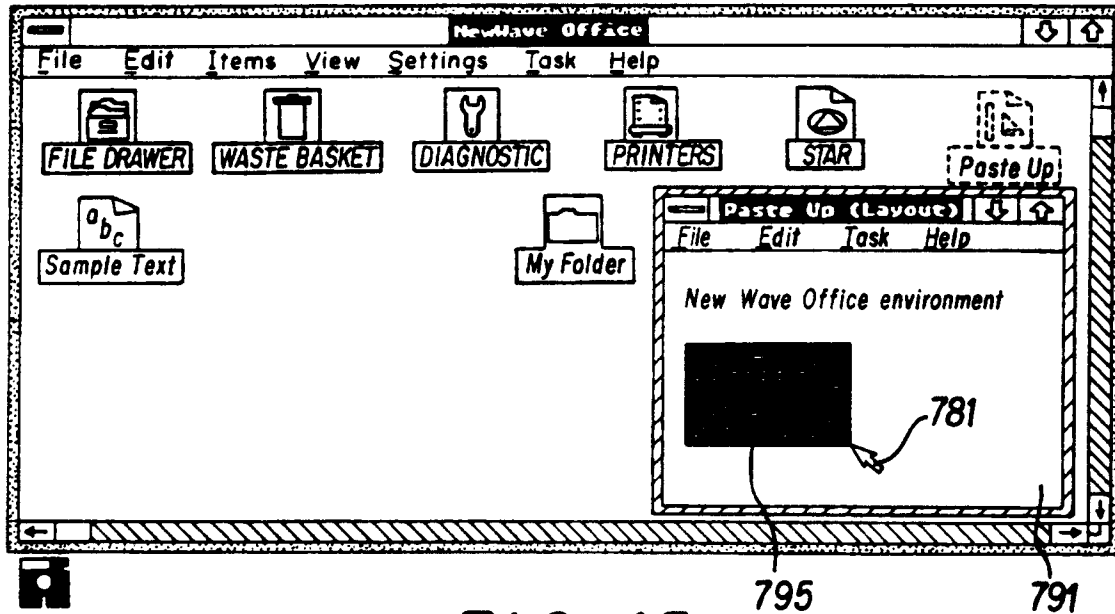 NewWave Office
File Edit Items View Settings Task Help
FILE DRAWER WASTE BASKET DIAGNOSTIC PRINTERS STAR Paste Up
Sample Text My Folder
abc
Paste Up (Layout)
File Edit Task Help
New Wave Office environment
781
795 791